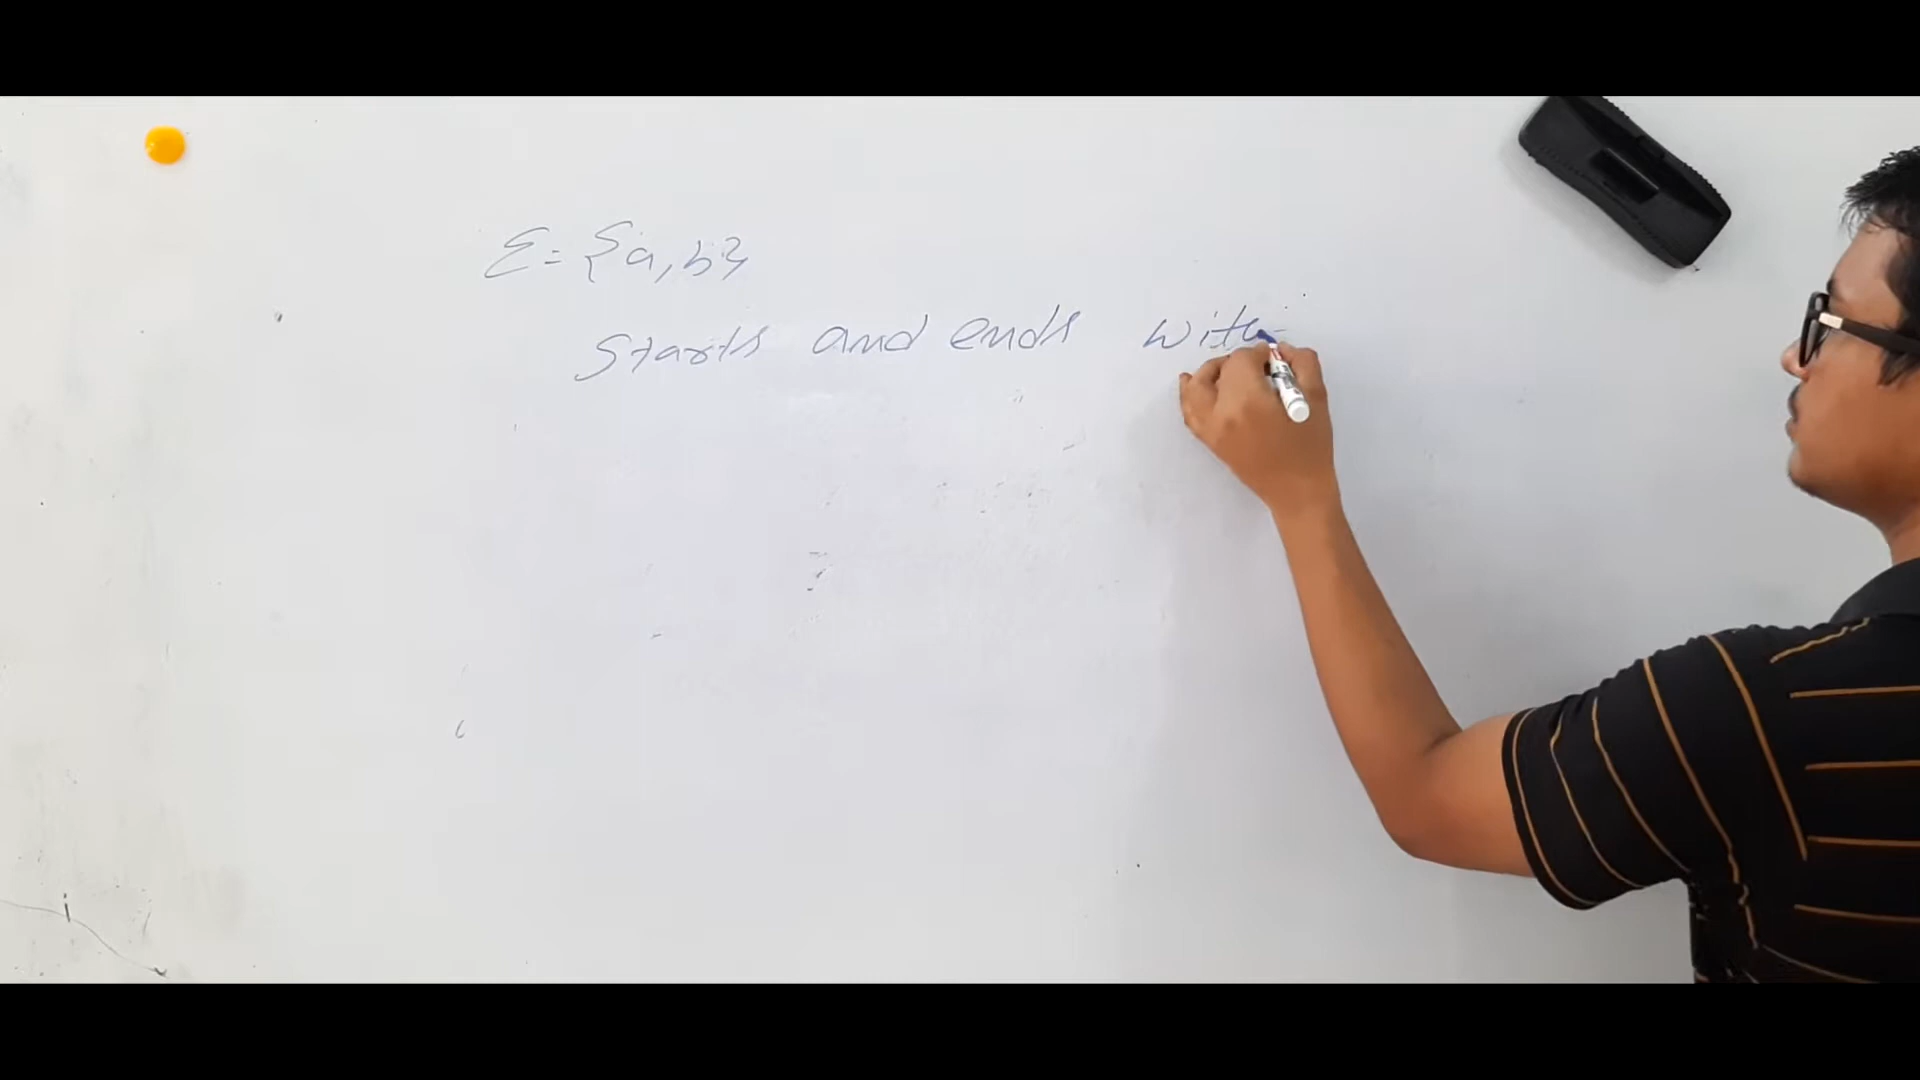 Σ = {a, b}
Starts and ends with